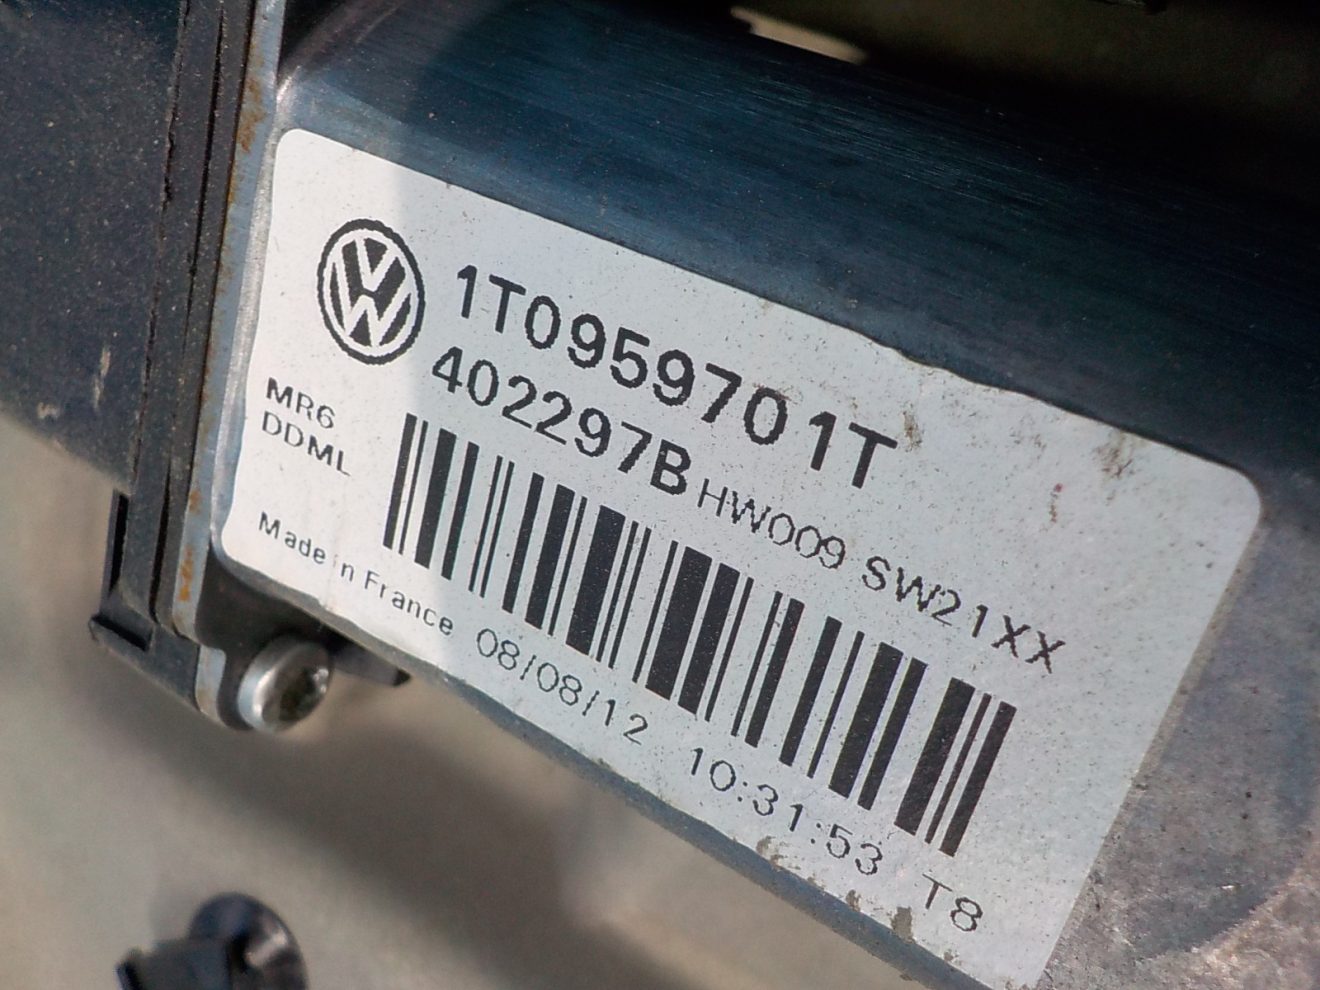 1T0959701T
402297B HW009 SW21XX
MR6
DDML
Made in France 08/08/12 10:31:53 T8